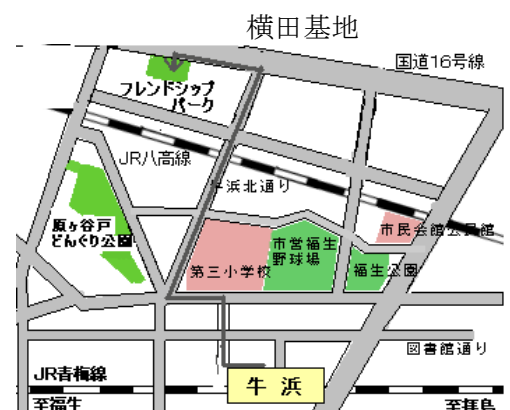 横田基地
国道16号線
フレンドシップ
パーク
JR八高線
牛浜北通り
原ヶ谷戸
どんぐり公園
市民会館公民館
市営福生
野球場
第三小学校
福生公園
図書館通り
JR青梅線
牛浜
至福生
至拝島